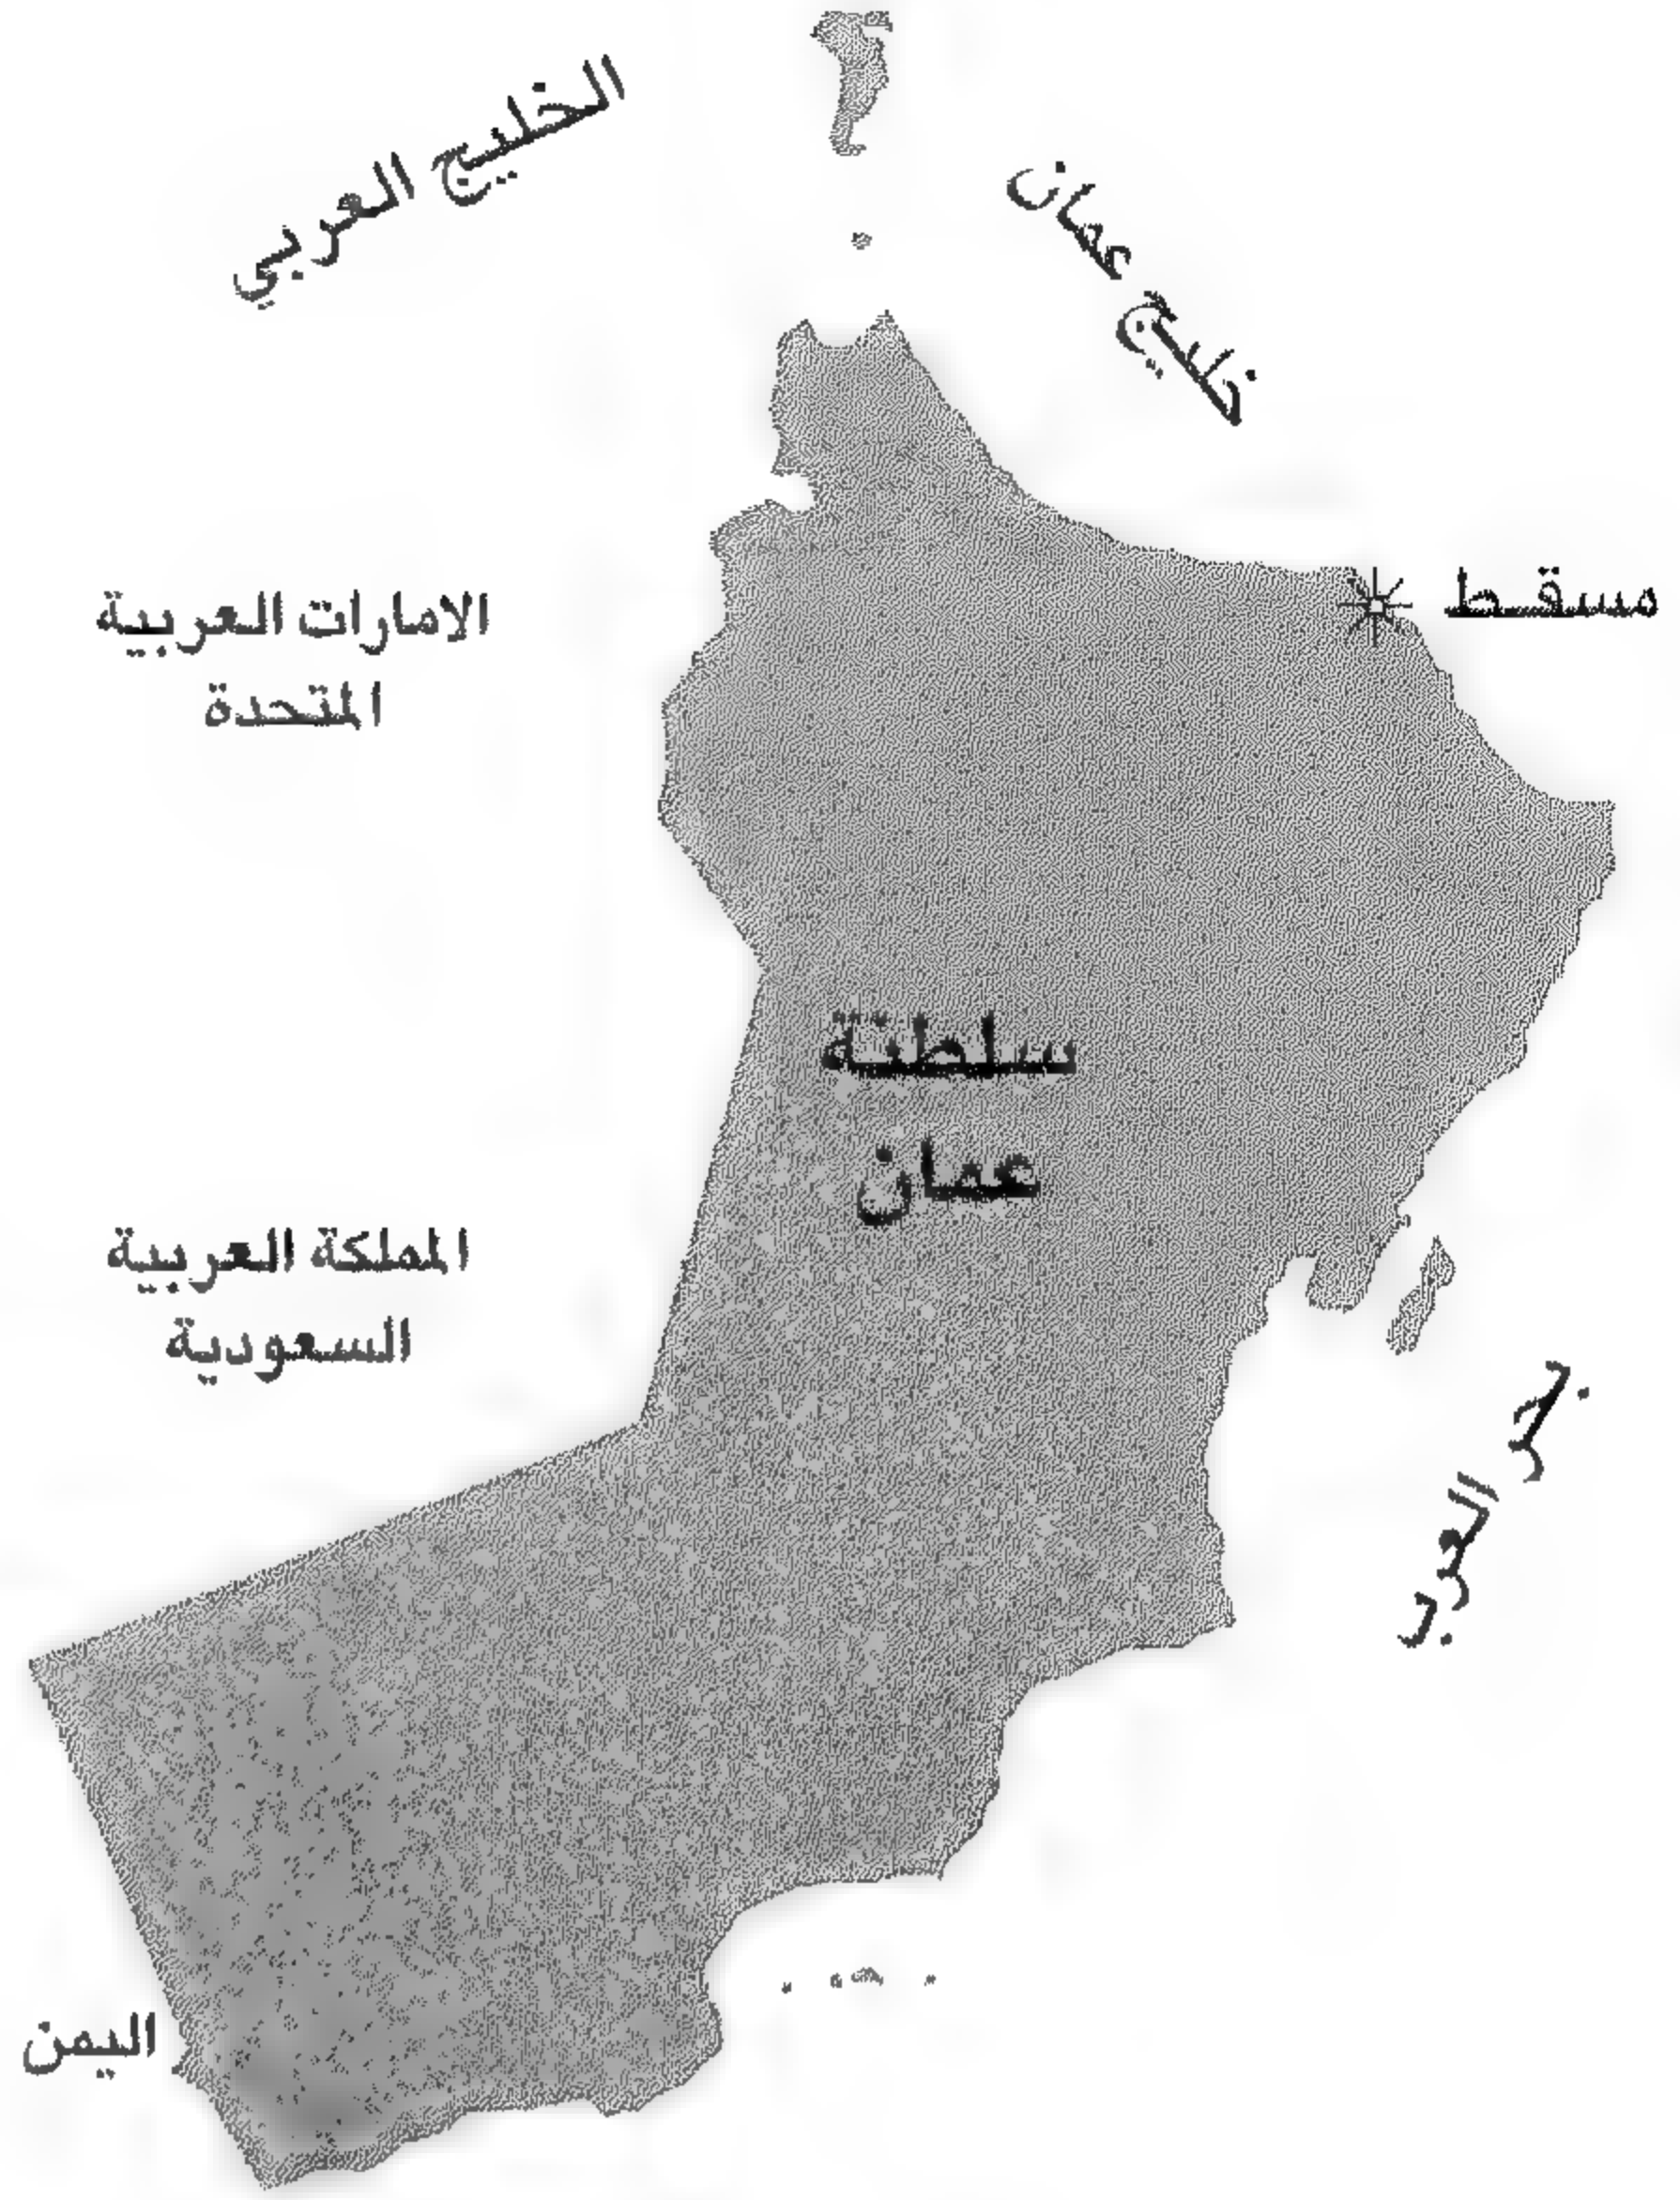 الخليج العربي
خليج عمان
مسقط
الامارات العربية
المتحدة
سلطنة
عمان
المملكة العربية
السعودية
بحر العرب
اليمن